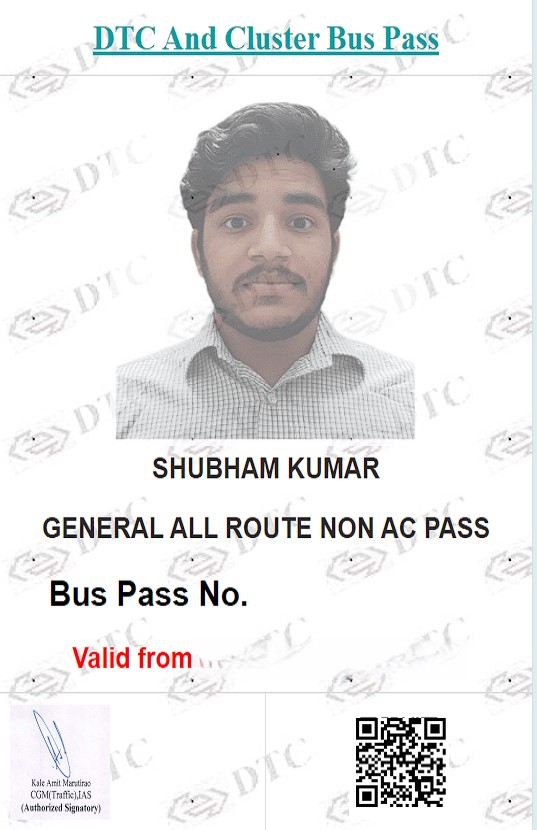 DTC And Cluster Bus Pass
SHUBHAM KUMAR
GENERAL ALL ROUTE NON AC PASS
Bus Pass No.
Valid from
Kale Amit Marutirao
CGM(Traffic),IAS
(Authorized Signatory)
DTC